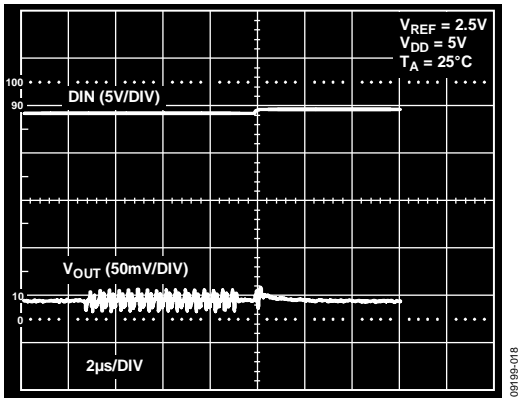 V_REF = 2.5V
V_DD = 5V
T_A = 25°C
100
90
DIN (5V/DIV)
V_OUT (50mV/DIV)
10
0
2µs/DIV
09199-018